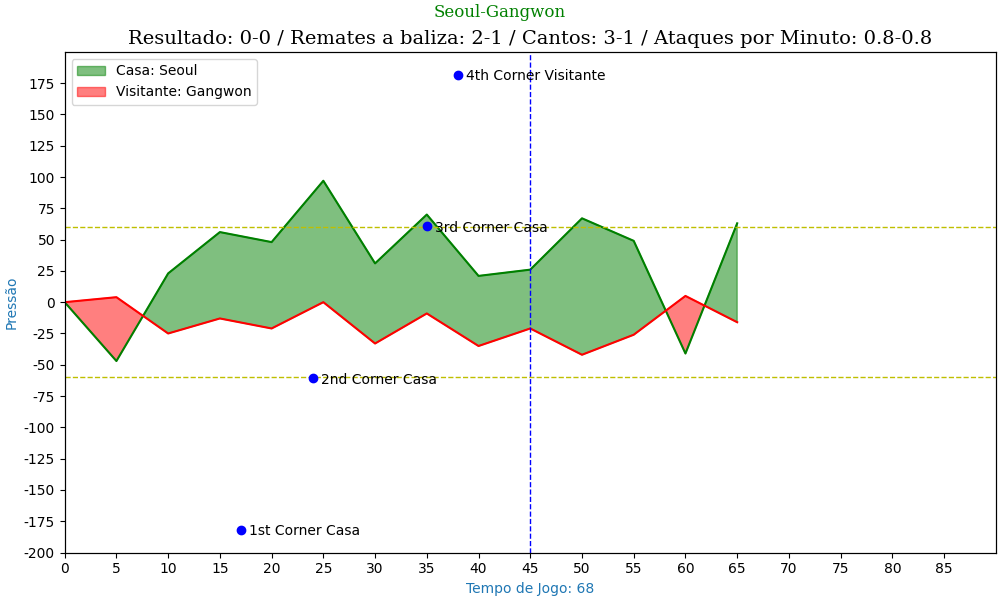 Seoul-Gangwon
Resultado: 0-0 / Remates a baliza: 2-1 / Cantos: 3-1 / Ataques por Minuto: 0.8-0.8
Casa: Seoul
Visitante: Gangwon
4th Corner Visitante
3rd Corner Casa
2nd Corner Casa
1st Corner Casa
Pressão
175
150
125
100
75
50
25
0
-25
-50
-75
-100
-125
-150
-175
-200
0 5 10 15 20 25 30 35 40 45 50 55 60 65 70 75 80 85
Tempo de Jogo: 68